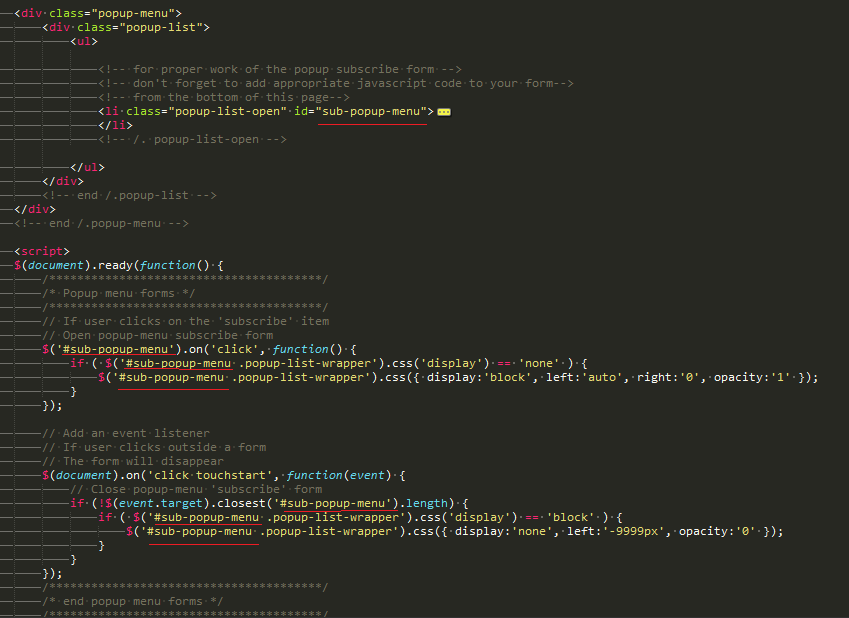 <div class="popup-menu">
<div class="popup-list">
<ul>
<!-- for proper work of the popup subscribe form -->
<!-- don't forget to add appropriate javascript code to your form-->
<!-- from the bottom of this page-->
<li class="popup-list-open" id="sub-popup-menu">
</li>
<!-- /. popup-list-open -->
</ul>
</div>
<!-- end /.popup-list -->
</div>
<!-- end /.popup-menu -->
<script>
$(document).ready(function() {
/***************************************/
/* Popup menu forms */
/***************************************/
// If user clicks on the 'subscribe' item
// Open popup-menu subscribe form
$('#sub-popup-menu').on('click', function() {
if ( $('#sub-popup-menu .popup-list-wrapper').css('display') == 'none' ) {
$('#sub-popup-menu .popup-list-wrapper').css({ display:'block', left:'auto', right:'0', opacity:'1' });
}
});
// Add an event listener
// If user clicks outside a form
// The form will disappear
$(document).on('click touchstart', function(event) {
// Close popup-menu 'subscribe' form
if (!$(event.target).closest('#sub-popup-menu').length) {
if ( $('#sub-popup-menu .popup-list-wrapper').css('display') == 'block' ) {
$('#sub-popup-menu .popup-list-wrapper').css({ display:'none', left:'-9999px', opacity:'0' });
}
}
});
/***************************************/
/* end popup menu forms */
/***************************************/